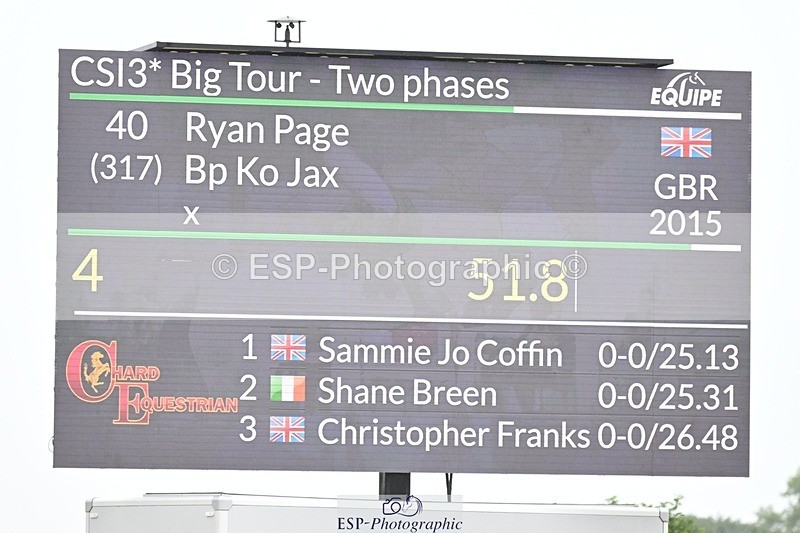 CSI3* Big Tour - Two phases
EQUIPE
40 Ryan Page
(317) Bp Ko Jax
GBR
x
2015
4 51.8
© ESP-Photographic ©
CHARD EQUESTRIAN
1 Sammie Jo Coffin 0-0/25.13
2 Shane Breen 0-0/25.31
3 Christopher Franks 0-0/26.48
ESP-Photographic